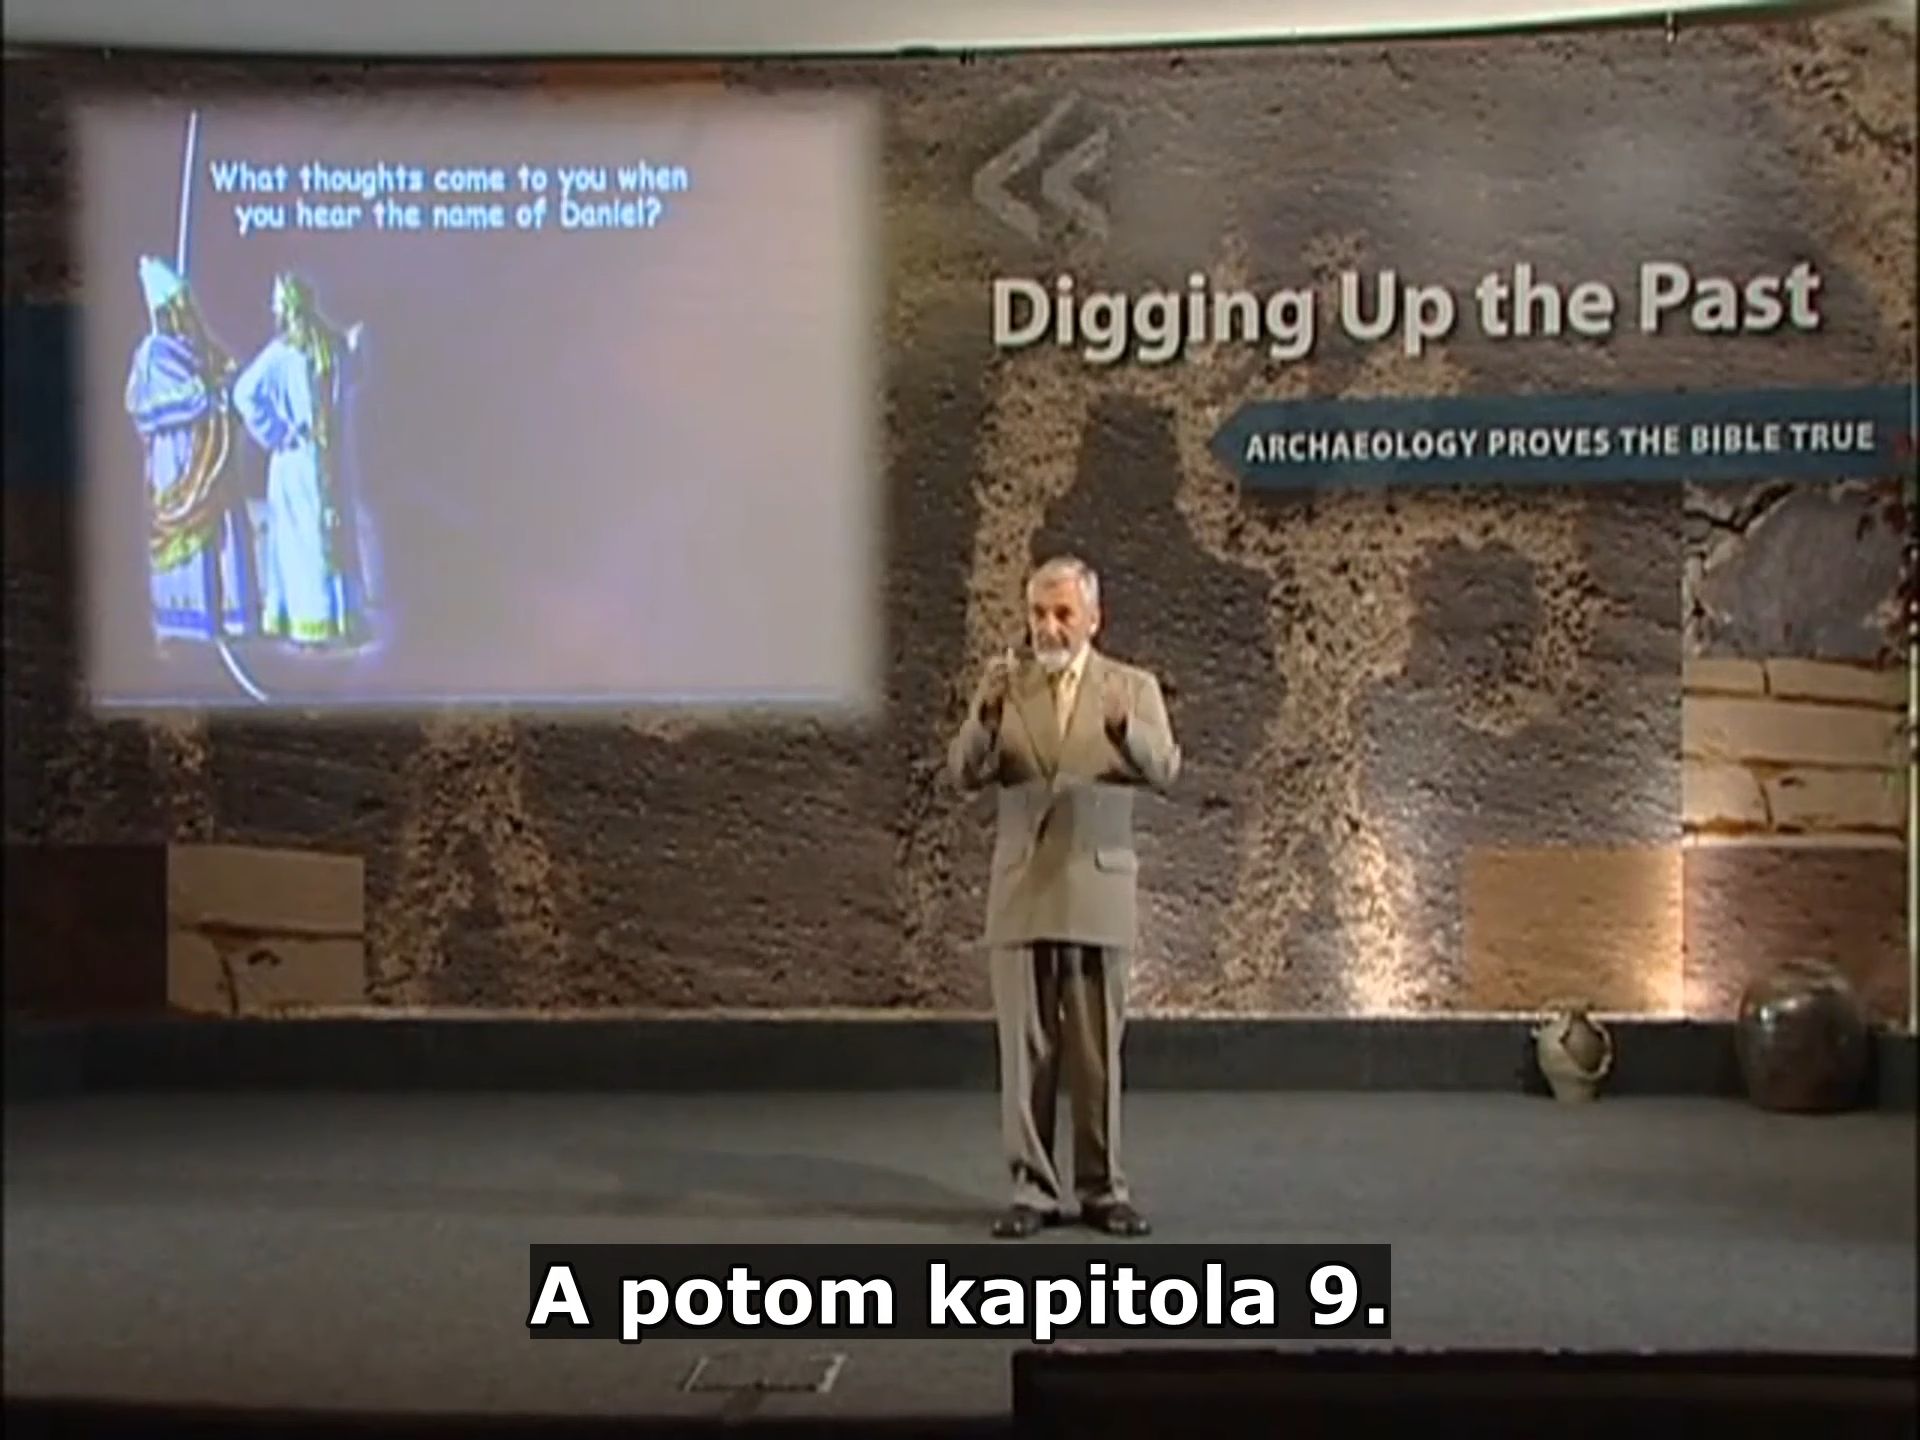 What thoughts come to you when
you hear the name of Daniel?
Digging Up the Past
ARCHAEOLOGY PROVES THE BIBLE TRUE
A potom kapitola 9.